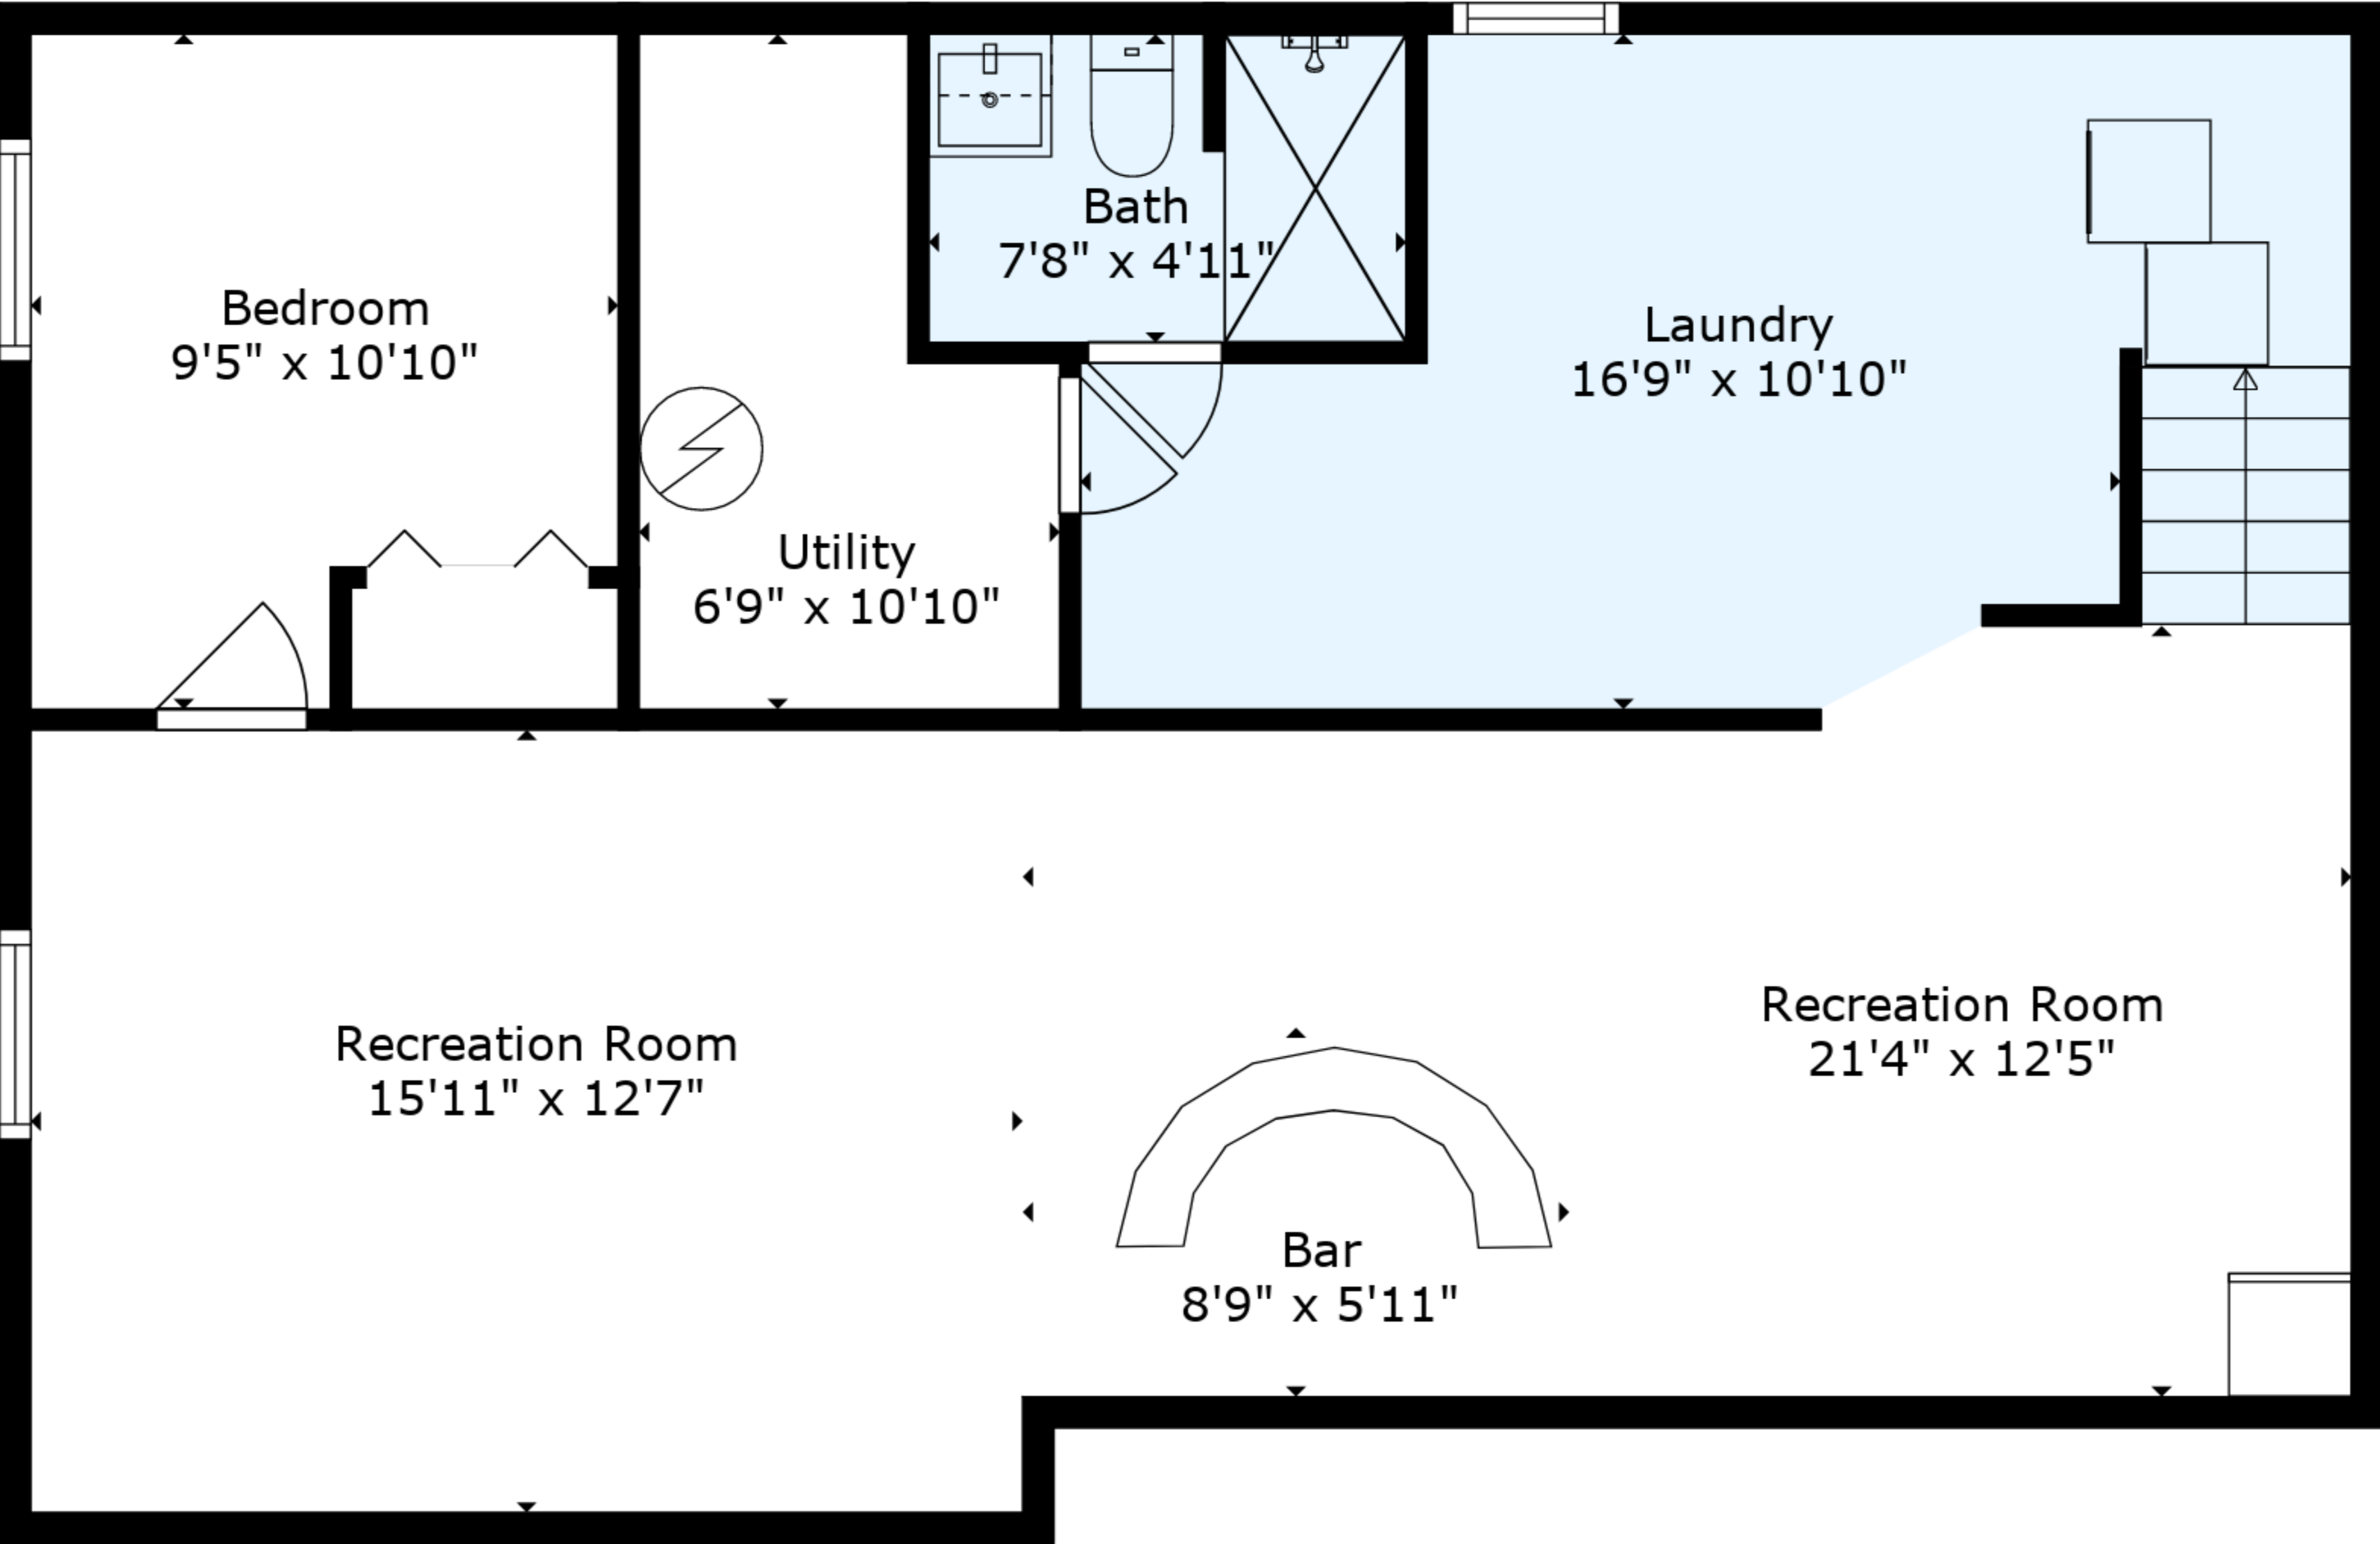 Bedroom
9'5" x 10'10"
Utility
6'9" x 10'10"
Bath
7'8" x 4'11"
Laundry
16'9" x 10'10"
Recreation Room
15'11" x 12'7"
Bar
8'9" x 5'11"
Recreation Room
21'4" x 12'5"